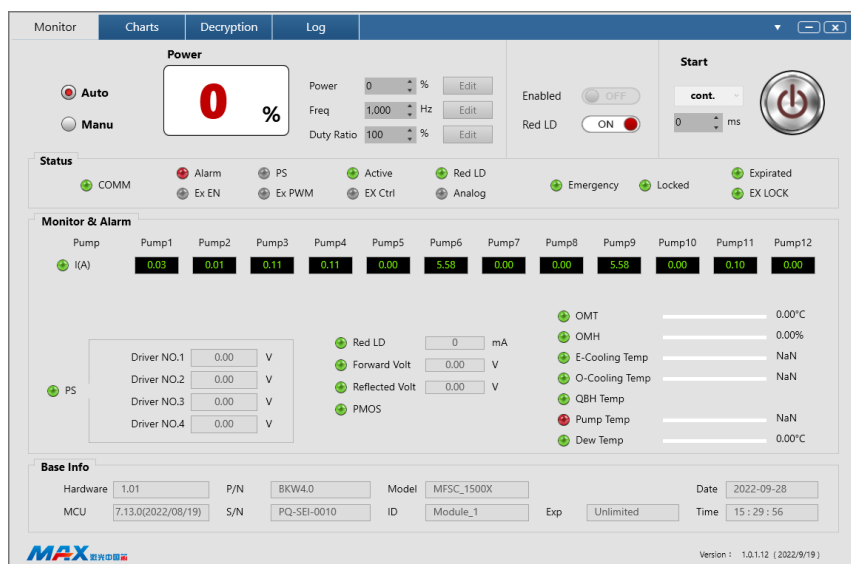 Monitor Charts Decryption Log
Power Start
Auto Manu
0 %
Power 0 % Edit
Freq 1,000 Hz Edit
Duty Ratio 100 % Edit
Enabled OFF
Red LD ON
cont.
0 ms
Status
COMM Alarm PS Active Red LD Emergency Locked Expirated
Ex EN Ex PWM EX Ctrl Analog EX LOCK
Monitor & Alarm
Pump Pump1 Pump2 Pump3 Pump4 Pump5 Pump6 Pump7 Pump8 Pump9 Pump10 Pump11 Pump12
I(A) 0.03 0.01 0.11 0.11 0.00 5.58 0.00 0.00 5.58 0.00 0.10 0.00
PS
Driver NO.1 0.00 V
Driver NO.2 0.00 V
Driver NO.3 0.00 V
Driver NO.4 0.00 V
Red LD 0 mA
Forward Volt 0.00 V
Reflected Volt 0.00 V
PMOS
OMT 0.00°C
OMH 0.00%
E-Cooling Temp NaN
O-Cooling Temp NaN
QBH Temp
Pump Temp NaN
Dew Temp 0.00°C
Base Info
Hardware 1.01 P/N BKW4.0 Model MFSC_1500X Date 2022-09-28
MCU 7.13.0(2022/08/19) S/N PQ-SEI-0010 ID Module_1 Exp Unlimited Time 15 : 29 : 56
MAX 激光中国芯
Version : 1.0.1.12 ( 2022/9/19 )